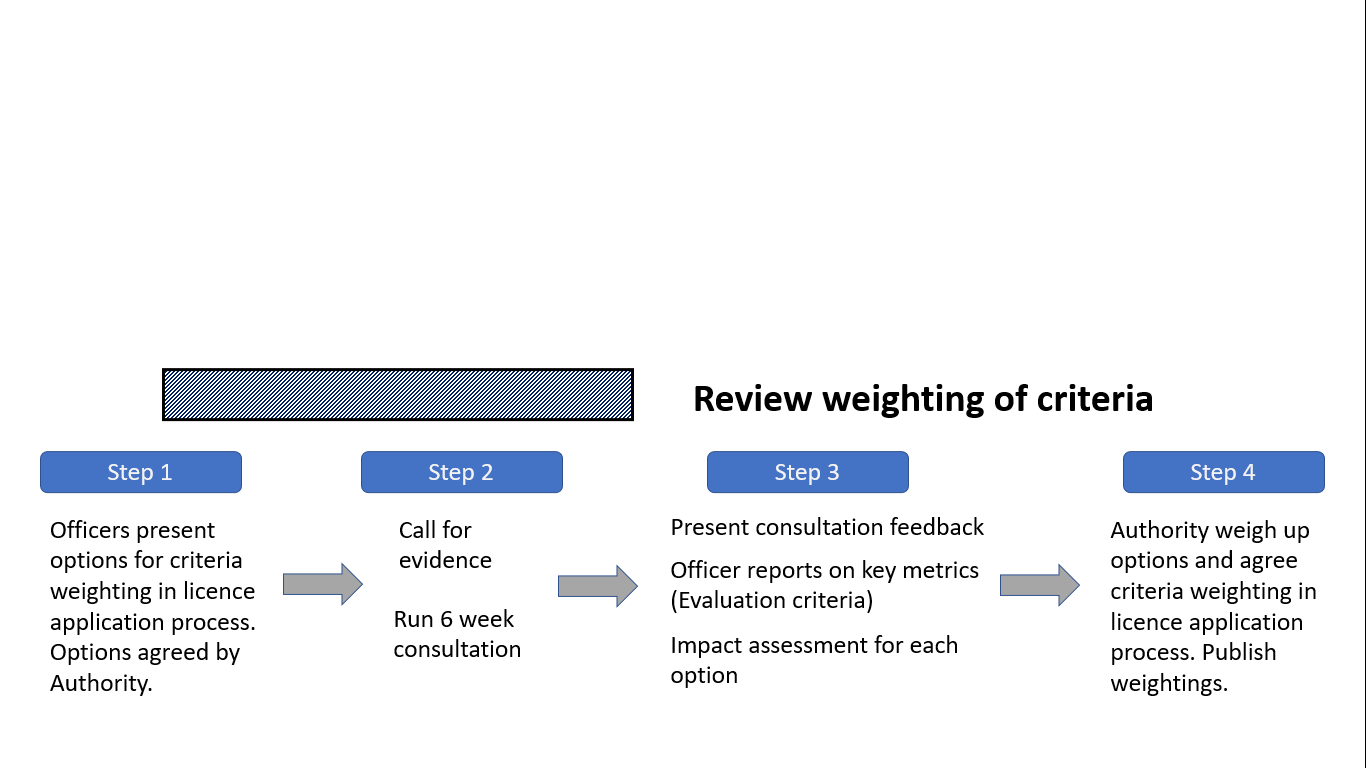 Review weighting of criteria
Step 1
Step 2
Step 3
Step 4
Officers present
options for criteria
weighting in licence
application process.
Options agreed by
Authority.
Call for
evidence
Run 6 week
consultation
Present consultation feedback
Officer reports on key metrics
(Evaluation criteria)
Impact assessment for each
option
Authority weigh up
options and agree
criteria weighting in
licence application
process. Publish
weightings.